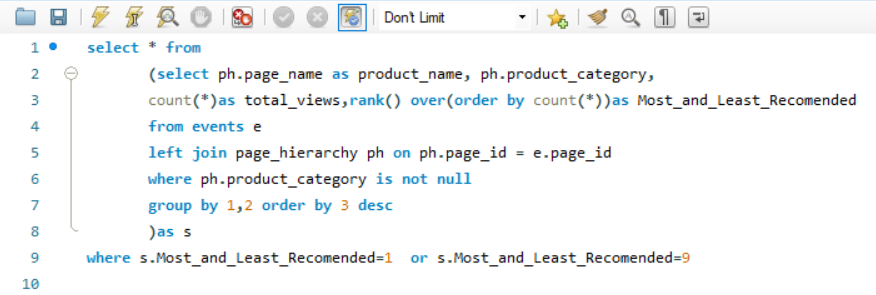 Don't Limit
1 select * from
2 (select ph.page_name as product_name, ph.product_category,
3 count(*)as total_views,rank() over(order by count(*))as Most_and_Least_Recomended
4 from events e
5 left join page_hierarchy ph on ph.page_id = e.page_id
6 where ph.product_category is not null
7 group by 1,2 order by 3 desc
8 )as s
9 where s.Most_and_Least_Recomended=1  or s.Most_and_Least_Recomended=9
10